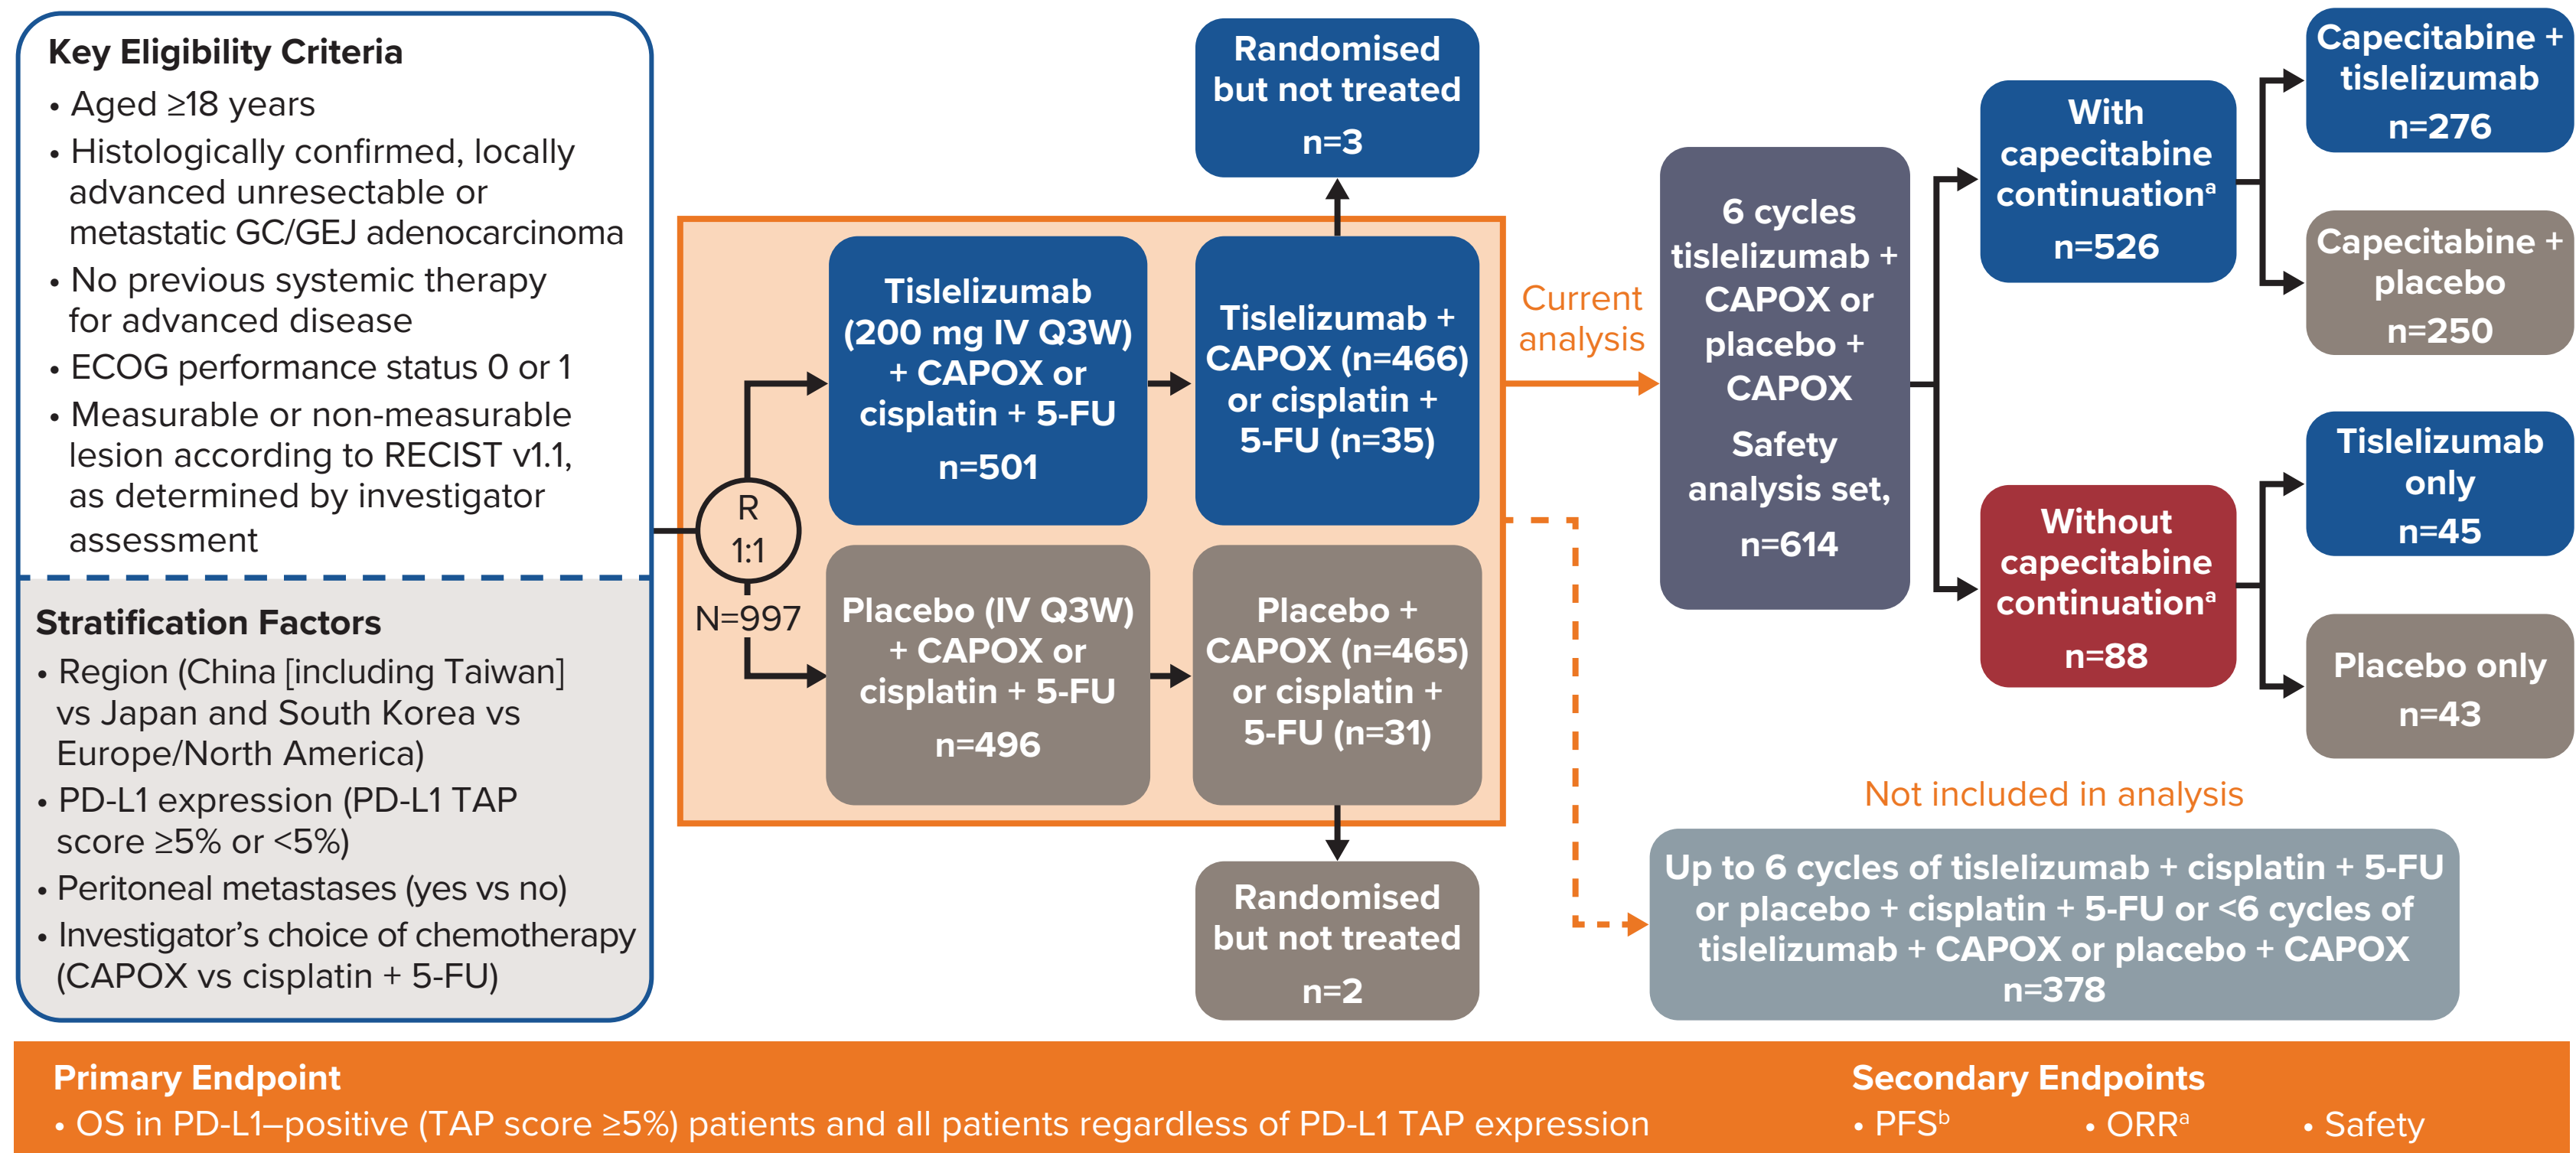 Key Eligibility Criteria
• Aged ≥18 years
• Histologically confirmed, locally
advanced unresectable or
metastatic GC/GEJ adenocarcinoma
• No previous systemic therapy
for advanced disease
• ECOG performance status 0 or 1
• Measurable or non-measurable
lesion according to RECIST v1.1,
as determined by investigator
assessment
Stratification Factors
• Region (China [including Taiwan]
vs Japan and South Korea vs
Europe/North America)
• PD-L1 expression (PD-L1 TAP
score ≥5% or <5%)
• Peritoneal metastases (yes vs no)
• Investigator’s choice of chemotherapy
(CAPOX vs cisplatin + 5-FU)
R
1:1
N=997
Tislelizumab
(200 mg IV Q3W)
+ CAPOX or
cisplatin + 5-FU
n=501
Placebo (IV Q3W)
+ CAPOX or
cisplatin + 5-FU
n=496
Randomised
but not treated
n=3
Tislelizumab +
CAPOX (n=466)
or cisplatin +
5-FU (n=35)
Placebo +
CAPOX (n=465)
or cisplatin +
5-FU (n=31)
Randomised
but not treated
n=2
Current
analysis
6 cycles
tislelizumab +
CAPOX or
placebo +
CAPOX
Safety
analysis set,
n=614
With
capecitabine
continuationᵃ
n=526
Without
capecitabine
continuationᵃ
n=88
Capecitabine +
tislelizumab
n=276
Capecitabine +
placebo
n=250
Tislelizumab
only
n=45
Placebo only
n=43
Not included in analysis
Up to 6 cycles of tislelizumab + cisplatin + 5-FU
or placebo + cisplatin + 5-FU or <6 cycles of
tislelizumab + CAPOX or placebo + CAPOX
n=378
Primary Endpoint
• OS in PD-L1–positive (TAP score ≥5%) patients and all patients regardless of PD-L1 TAP expression
Secondary Endpoints
• PFSᵇ • ORRᵃ • Safety